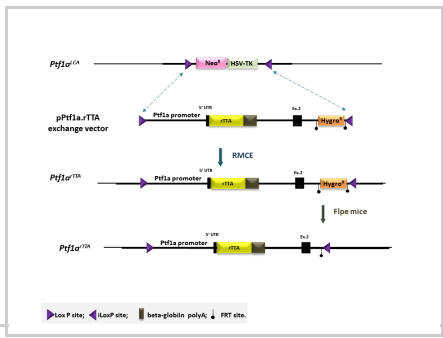 Ptf1a^LCA
Neo^R HSV-TK
pPtf1a.rTTA
exchange vector
Ptf1a promoter
5' UTR
rTTA
Ex.2
Hygro^R
RMCE
Ptf1a^rTTA
Ptf1a promoter
5' UTR
rTTA
Ex.2
Hygro^R
Flpe mice
Ptf1a^rTTA
Ptf1a promoter
5' UTR
rTTA
Ex.2
Lox P site; iLoxP site; beta-globiin polyA; FRT site.